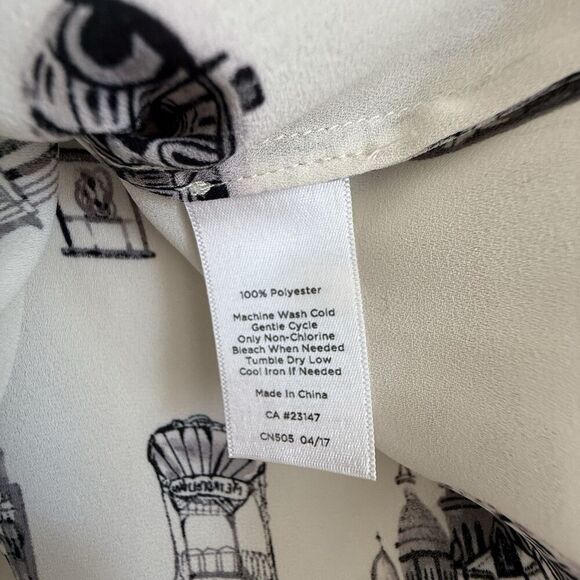 100% Polyester
Machine Wash Cold
Gentle Cycle
Only Non-Chlorine
Bleach When Needed
Tumble Dry Low
Cool Iron If Needed
Made In China
CA #23147
CN505 04/17